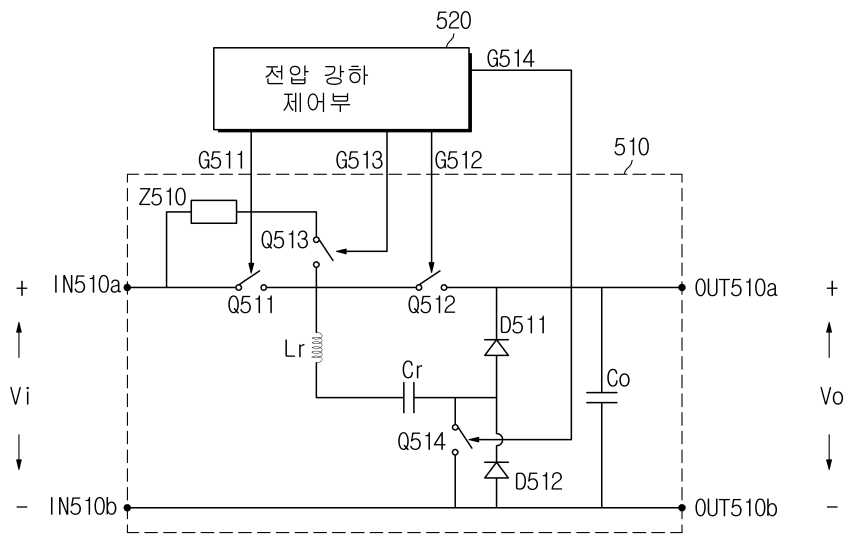 520
전압 강하
제어부
G514
G511
G513
G512
510
Z510
Q513
+
IN510a
Q511
Q512
OUT510a
+
D511
Lr
Cr
Vi
Co
Vo
Q514
D512
-
IN510b
OUT510b
-